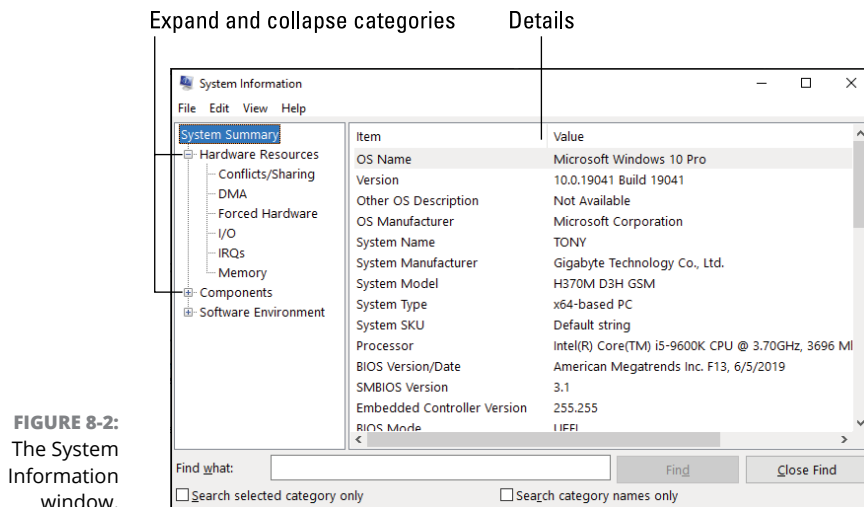 Expand and collapse categories Details
System Information
File Edit View Help
System Summary
Hardware Resources
Conflicts/Sharing
DMA
Forced Hardware
I/O
IRQs
Memory
Components
Software Environment
Item Value
OS Name Microsoft Windows 10 Pro
Version 10.0.19041 Build 19041
Other OS Description Not Available
OS Manufacturer Microsoft Corporation
System Name TONY
System Manufacturer Gigabyte Technology Co., Ltd.
System Model H370M D3H GSM
System Type x64-based PC
System SKU Default string
Processor Intel(R) Core(TM) i5-9600K CPU @ 3.70GHz, 3696
BIOS Version/Date American Megatrends Inc. F13, 6/5/2019
SMBIOS Version 3.1
Embedded Controller Version 255.255
BIOS Mode UEFI
Find what: Find Close Find
Search selected category only Search category names only
FIGURE 8-2:
The System
Information
window.